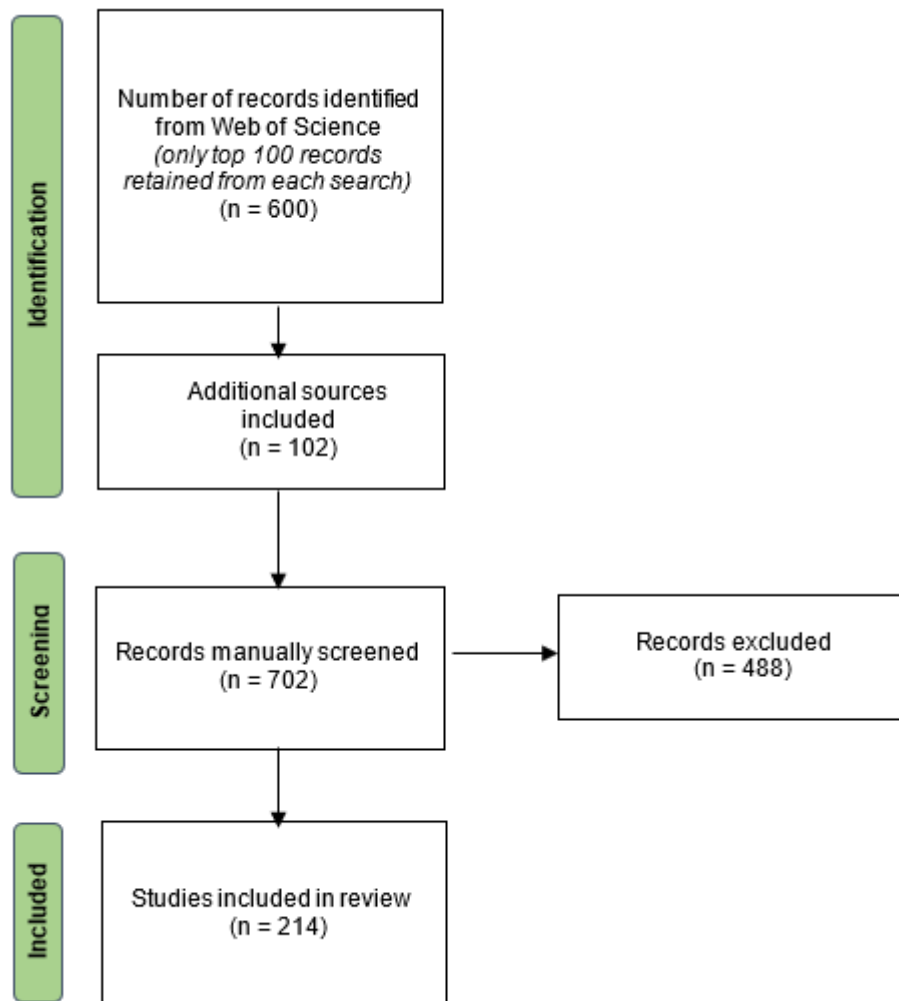 Identification
Number of records identified
from Web of Science
(only top 100 records
retained from each search)
(n = 600)
Additional sources
included
(n = 102)
Screening
Records manually screened
(n = 702)
Records excluded
(n = 488)
Included
Studies included in review
(n = 214)